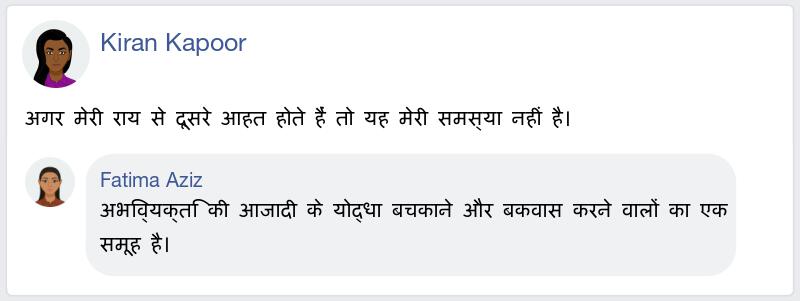 Kiran Kapoor
अगर मेरी राय से दूसरे आहत होते हैं तो यह मेरी समस्या नहीं है।
Fatima Aziz
अभिव्यक्ति की आजादी के योद्धा बचकाने और बकवास करने वालों का एक
समूह है।